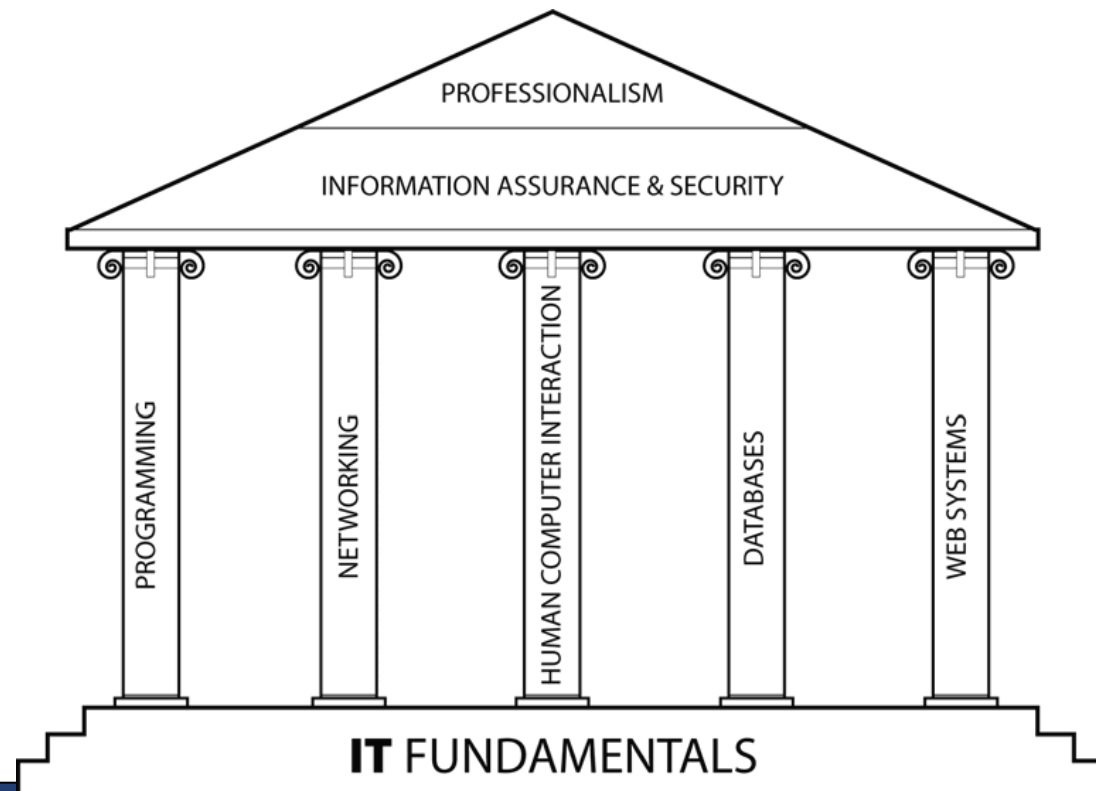 PROFESSIONALISM
INFORMATION ASSURANCE & SECURITY
PROGRAMMING
NETWORKING
HUMAN COMPUTER INTERACTION
DATABASES
WEB SYSTEMS
IT FUNDAMENTALS